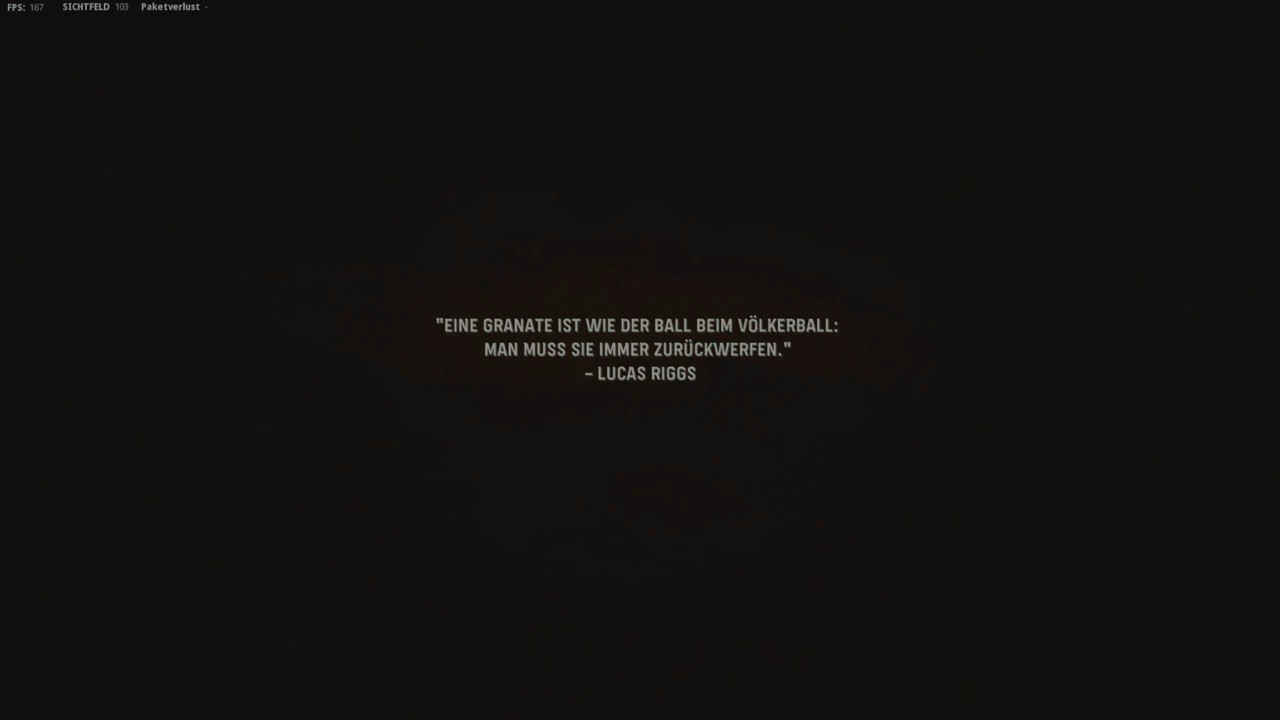 FPS: 167 SICHTFELD 103 Paketverlust -
"EINE GRANATE IST WIE DER BALL BEIM VÖLKERBALL:
MAN MUSS SIE IMMER ZURÜCKWERFEN."
– LUCAS RIGGS